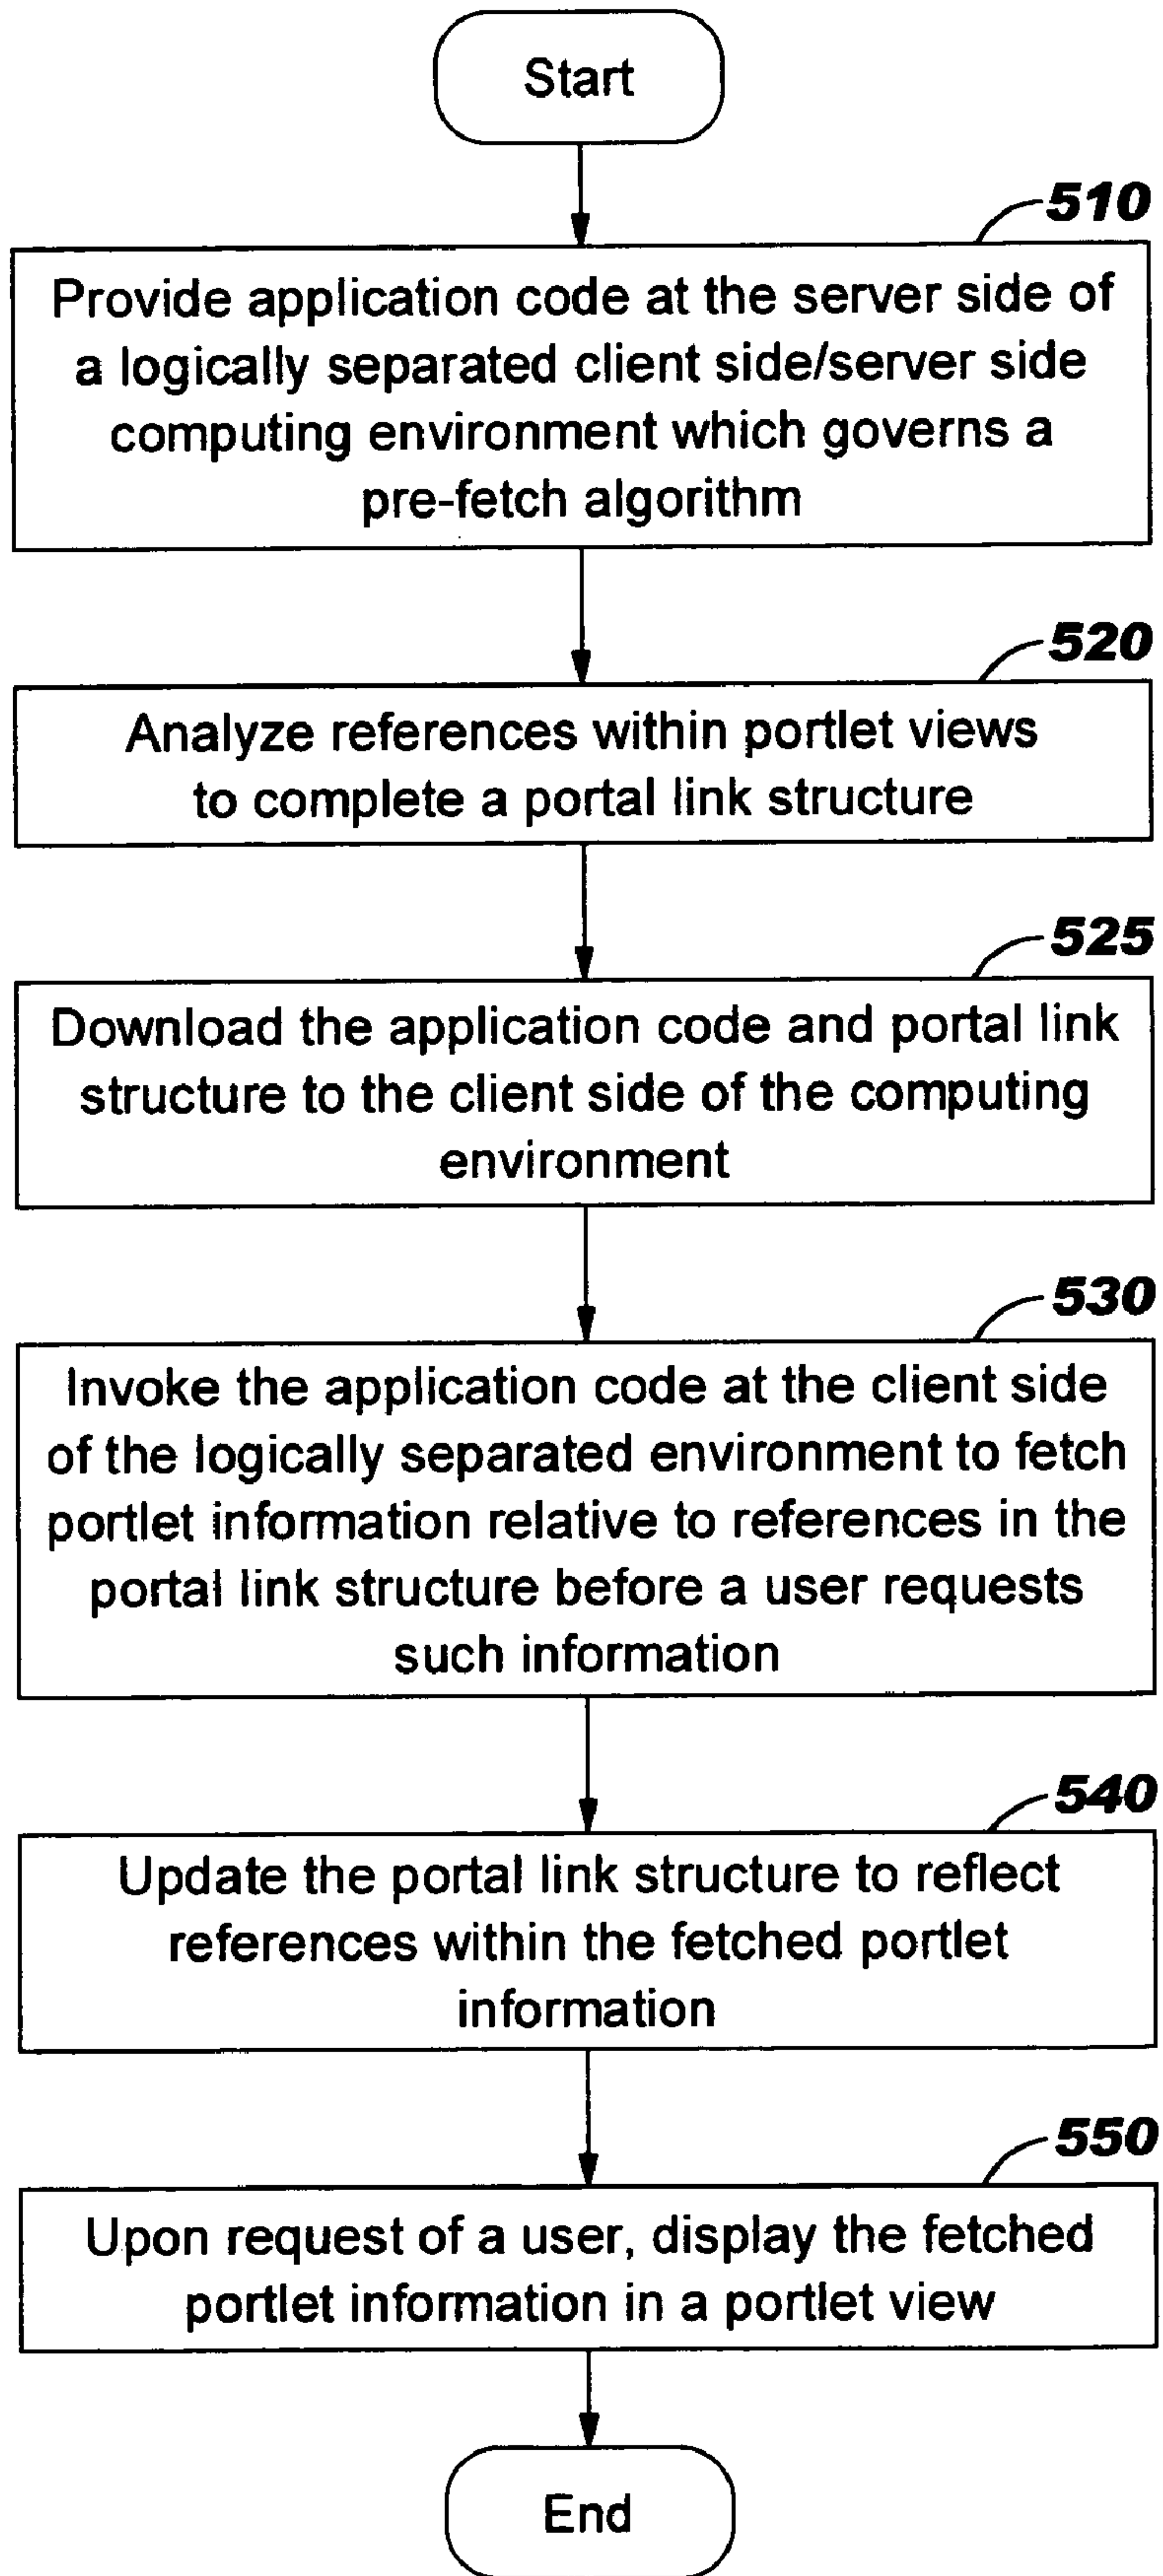 Start
510
Provide application code at the server side of
a logically separated client side/server side
computing environment which governs a
pre-fetch algorithm
520
Analyze references within portlet views
to complete a portal link structure
525
Download the application code and portal link
structure to the client side of the computing
environment
530
Invoke the application code at the client side
of the logically separated environment to fetch
portlet information relative to references in the
portal link structure before a user requests
such information
540
Update the portal link structure to reflect
references within the fetched portlet
information
550
Upon request of a user, display the fetched
portlet information in a portlet view
End